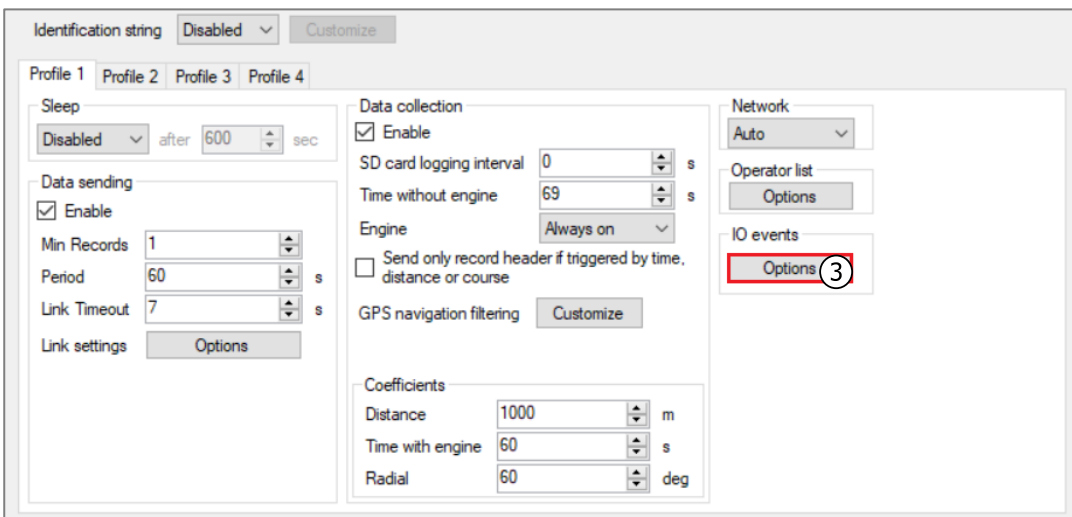 Identification string Disabled Customize
Profile 1 Profile 2 Profile 3 Profile 4
Sleep
Disabled after 600 sec
Data sending
Enable
Min Records 1
Period 60 s
Link Timeout 7 s
Link settings Options
Data collection
Enable
SD card logging interval 0 s
Time without engine 69 s
Engine Always on
Send only record header if triggered by time,
distance or course
GPS navigation filtering Customize
Coefficients
Distance 1000 m
Time with engine 60 s
Radial 60 deg
Network
Auto
Operator list
Options
IO events
Options 3